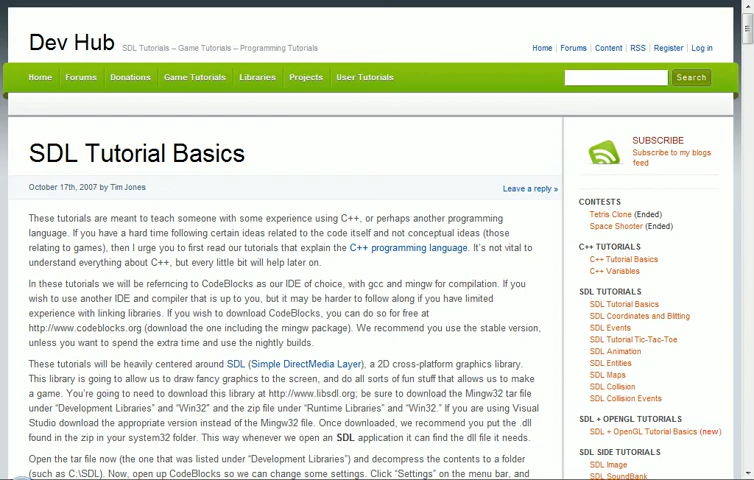 Dev Hub SDL Tutorials – Game Tutorials – Programming Tutorials
Home Forums Content RSS Register Log in
Home Forums Donations Game Tutorials Libraries Projects User Tutorials Search
SDL Tutorial Basics
October 17th, 2007 by Tim Jones
Leave a reply »
These tutorials are meant to teach someone with some experience using C++, or perhaps another programming
language. If you have a hard time following certain ideas related to the code itself and not conceptual ideas (those
relating to games), then I urge you to first read our tutorials that explain the C++ programming language. It's not vital to
understand everything about C++, but every little bit will help later on.
In these tutorials we will be refercning to CodeBlocks as our IDE of choice, with gcc and mingw for compilation. If you
wish to use another IDE and compiler that is up to you, but it may be harder to follow along if you have limited
experience with linking libraries. If you wish to download CodeBlocks, you can do so for free at
http://www.codeblocks.org (download the one including the mingw package). We recommend you use the stable version,
unless you want to spend the extra time and use the nightly builds.
These tutorials will be heavily centered around SDL (Simple DirectMedia Layer), a 2D cross-platform graphics library.
This library is going to allow us to draw fancy graphics to the screen, and do all sorts of fun stuff that allows us to make
a game. You're going to need to download this library at http://www.libsdl.org; be sure to download the Mingw32 tar file
under "Development Libraries" and "Win32" and the zip file under "Runtime Libraries" and "Win32." If you are using Visual
Studio download the appropriate version instead of the Mingw32 file. Once downloaded, we recommend you put the .dll
found in the zip in your system32 folder. This way whenever we open an SDL application it can find the dll file it needs.
Open the tar file now (the one that was listed under "Development Libraries") and decompress the contents to a folder
(such as C:\SDL). Now, open up CodeBlocks so we can change some settings. Click "Settings" on the menu bar, and
SUBSCRIBE
Subscribe to my blogs
feed
CONTESTS
Tetris Clone (Ended)
Space Shooter (Ended)
C++ TUTORIALS
C++ Tutorial Basics
C++ Variables
SDL TUTORIALS
SDL Tutorial Basics
SDL Coordinates and Blitting
SDL Events
SDL Tutorial Tic-Tac-Toe
SDL Animation
SDL Entities
SDL Maps
SDL Collision
SDL Collision Events
SDL + OPENGL TUTORIALS
SDL + OpenGL Tutorial Basics (new)
SDL SIDE TUTORIALS
SDL Image
SDL SoundBank